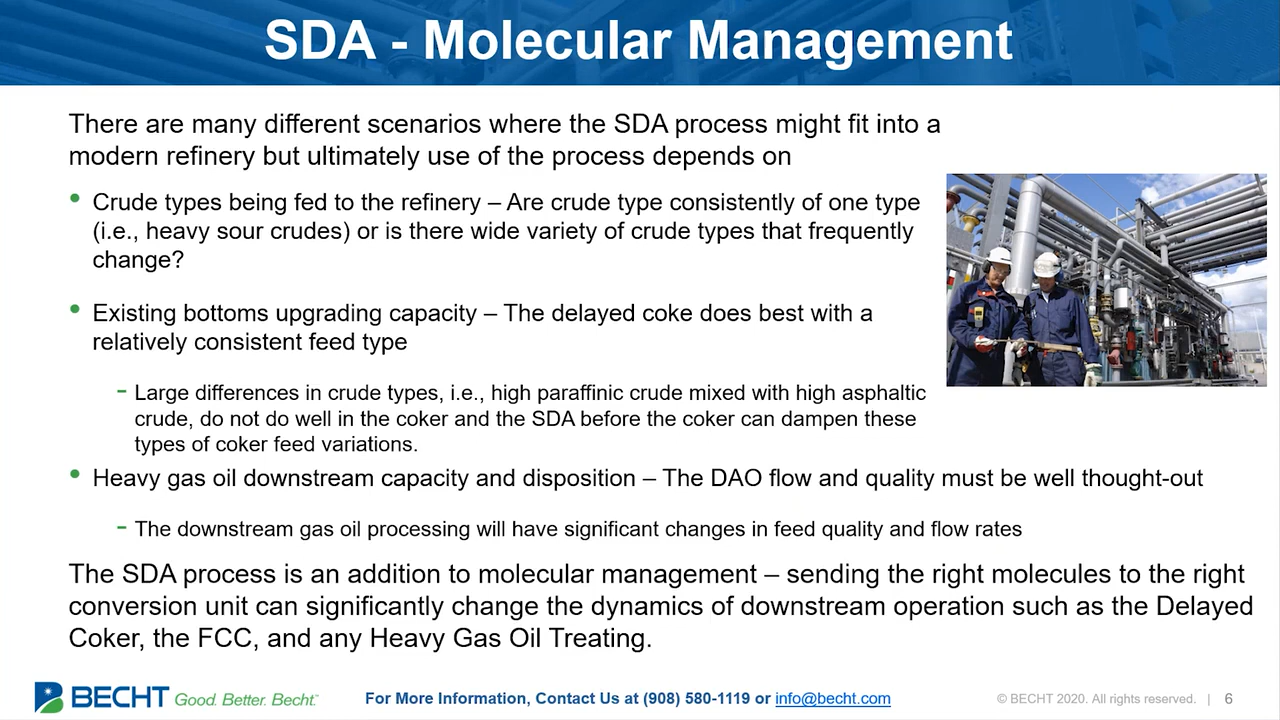 SDA - Molecular Management
There are many different scenarios where the SDA process might fit into a
modern refinery but ultimately use of the process depends on
• Crude types being fed to the refinery – Are crude type consistently of one type
(i.e., heavy sour crudes) or is there wide variety of crude types that frequently
change?
• Existing bottoms upgrading capacity – The delayed coke does best with a
relatively consistent feed type
- Large differences in crude types, i.e., high paraffinic crude mixed with high asphaltic
crude, do not do well in the coker and the SDA before the coker can dampen these
types of coker feed variations.
• Heavy gas oil downstream capacity and disposition – The DAO flow and quality must be well thought-out
- The downstream gas oil processing will have significant changes in feed quality and flow rates
The SDA process is an addition to molecular management – sending the right molecules to the right
conversion unit can significantly change the dynamics of downstream operation such as the Delayed
Coker, the FCC, and any Heavy Gas Oil Treating.
BECHT Good. Better. Becht.™
For More Information, Contact Us at (908) 580-1119 or info@becht.com
© BECHT 2020. All rights reserved. | 6